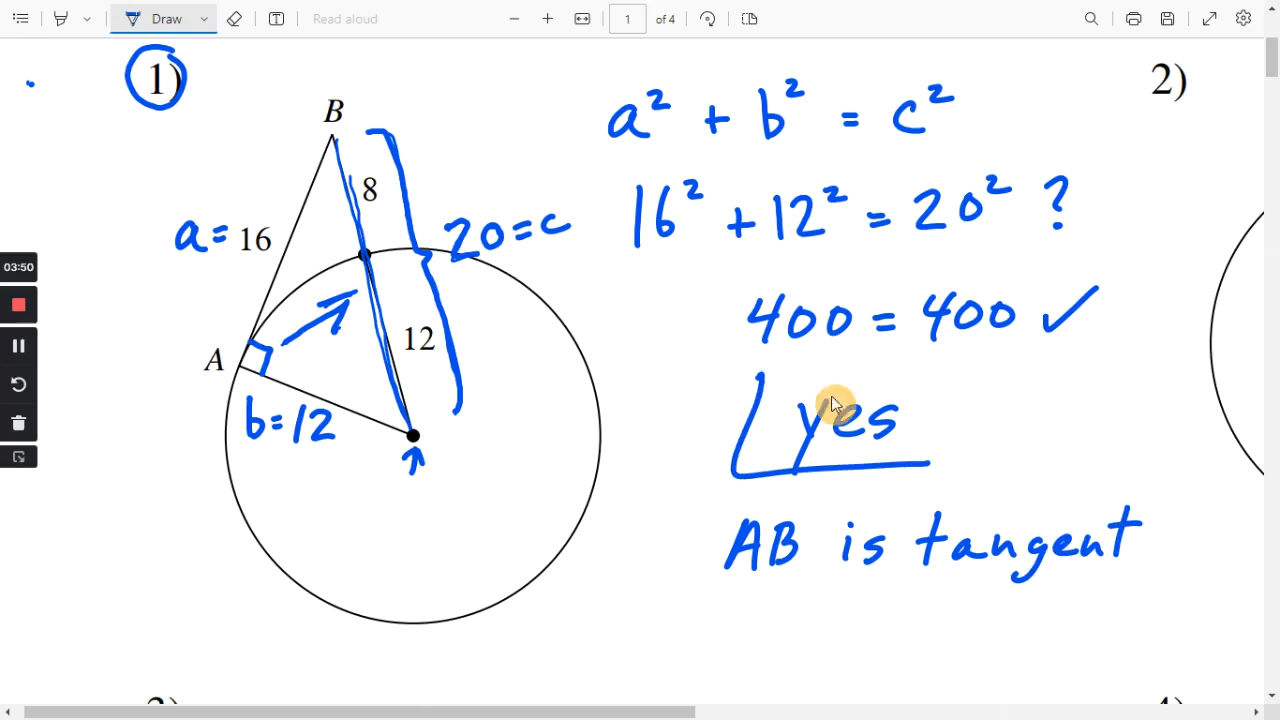 Draw
Read aloud
1 of 4
1)
2)
B
8
a = 16
20 = c
12
A
b = 12
a² + b² = c²
16² + 12² = 20² ?
400 = 400 ✓
yes
AB is tangent
03:50